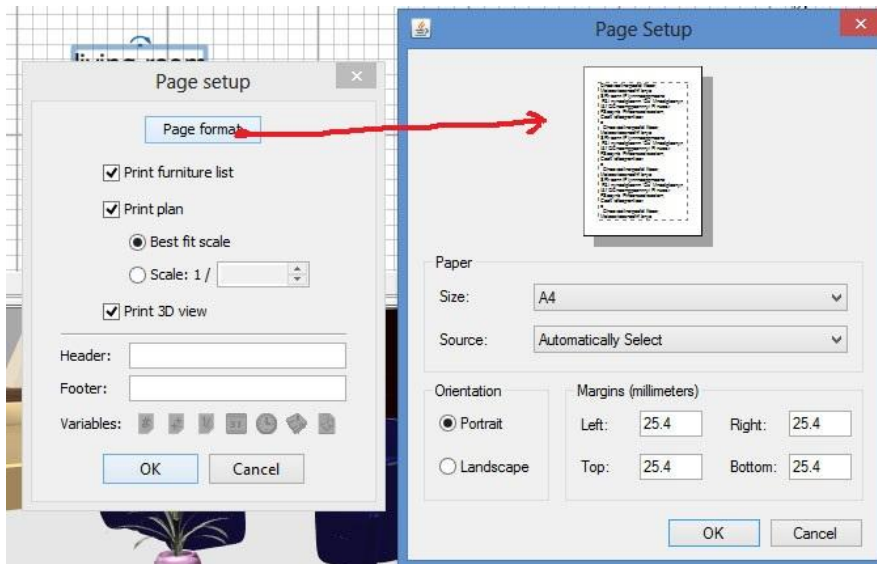 living room
Page setup
Page format
Print furniture list
Print plan
Best fit scale
Scale: 1 /
Print 3D view
Header:
Footer:
Variables:
OK
Cancel
Page Setup
Paper
Size:
A4
Source:
Automatically Select
Orientation
Portrait
Landscape
Margins (millimeters)
Left:
25.4
Right:
25.4
Top:
25.4
Bottom:
25.4
OK
Cancel